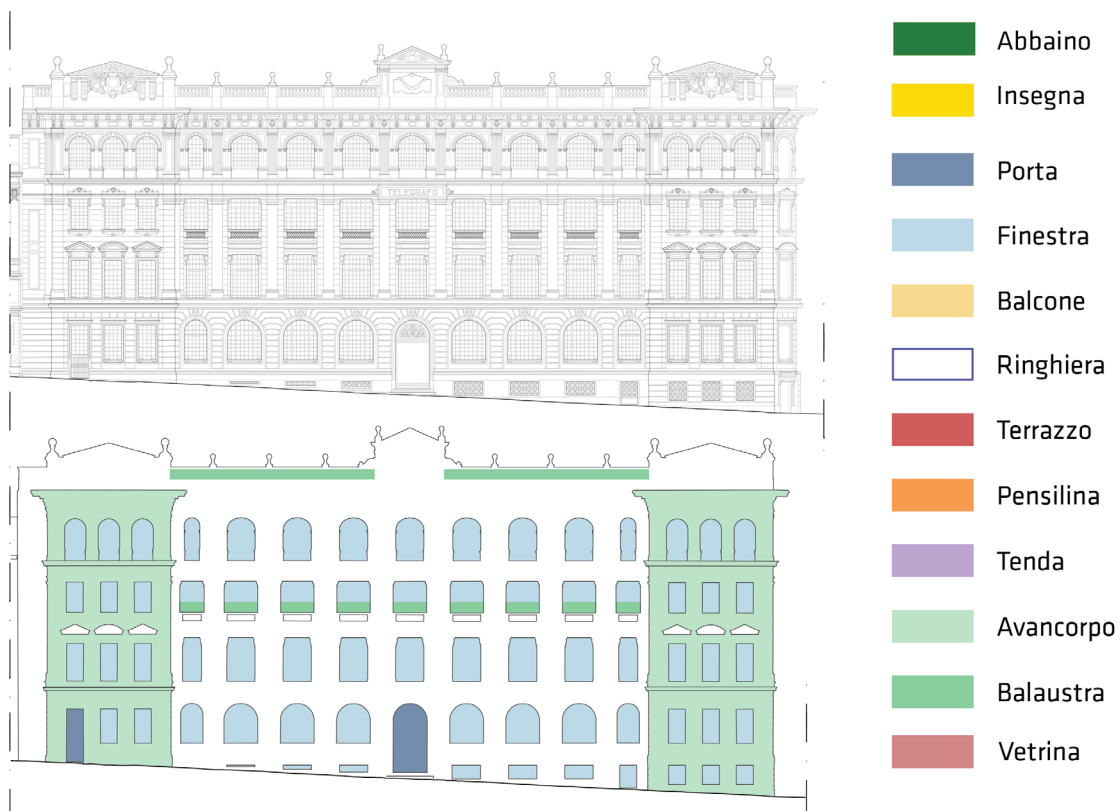 TELEGRAFO
Abbaino
Insegna
Porta
Finestra
Balcone
Ringhiera
Terrazzo
Pensilina
Tenda
Avancorpo
Balaustra
Vetrina